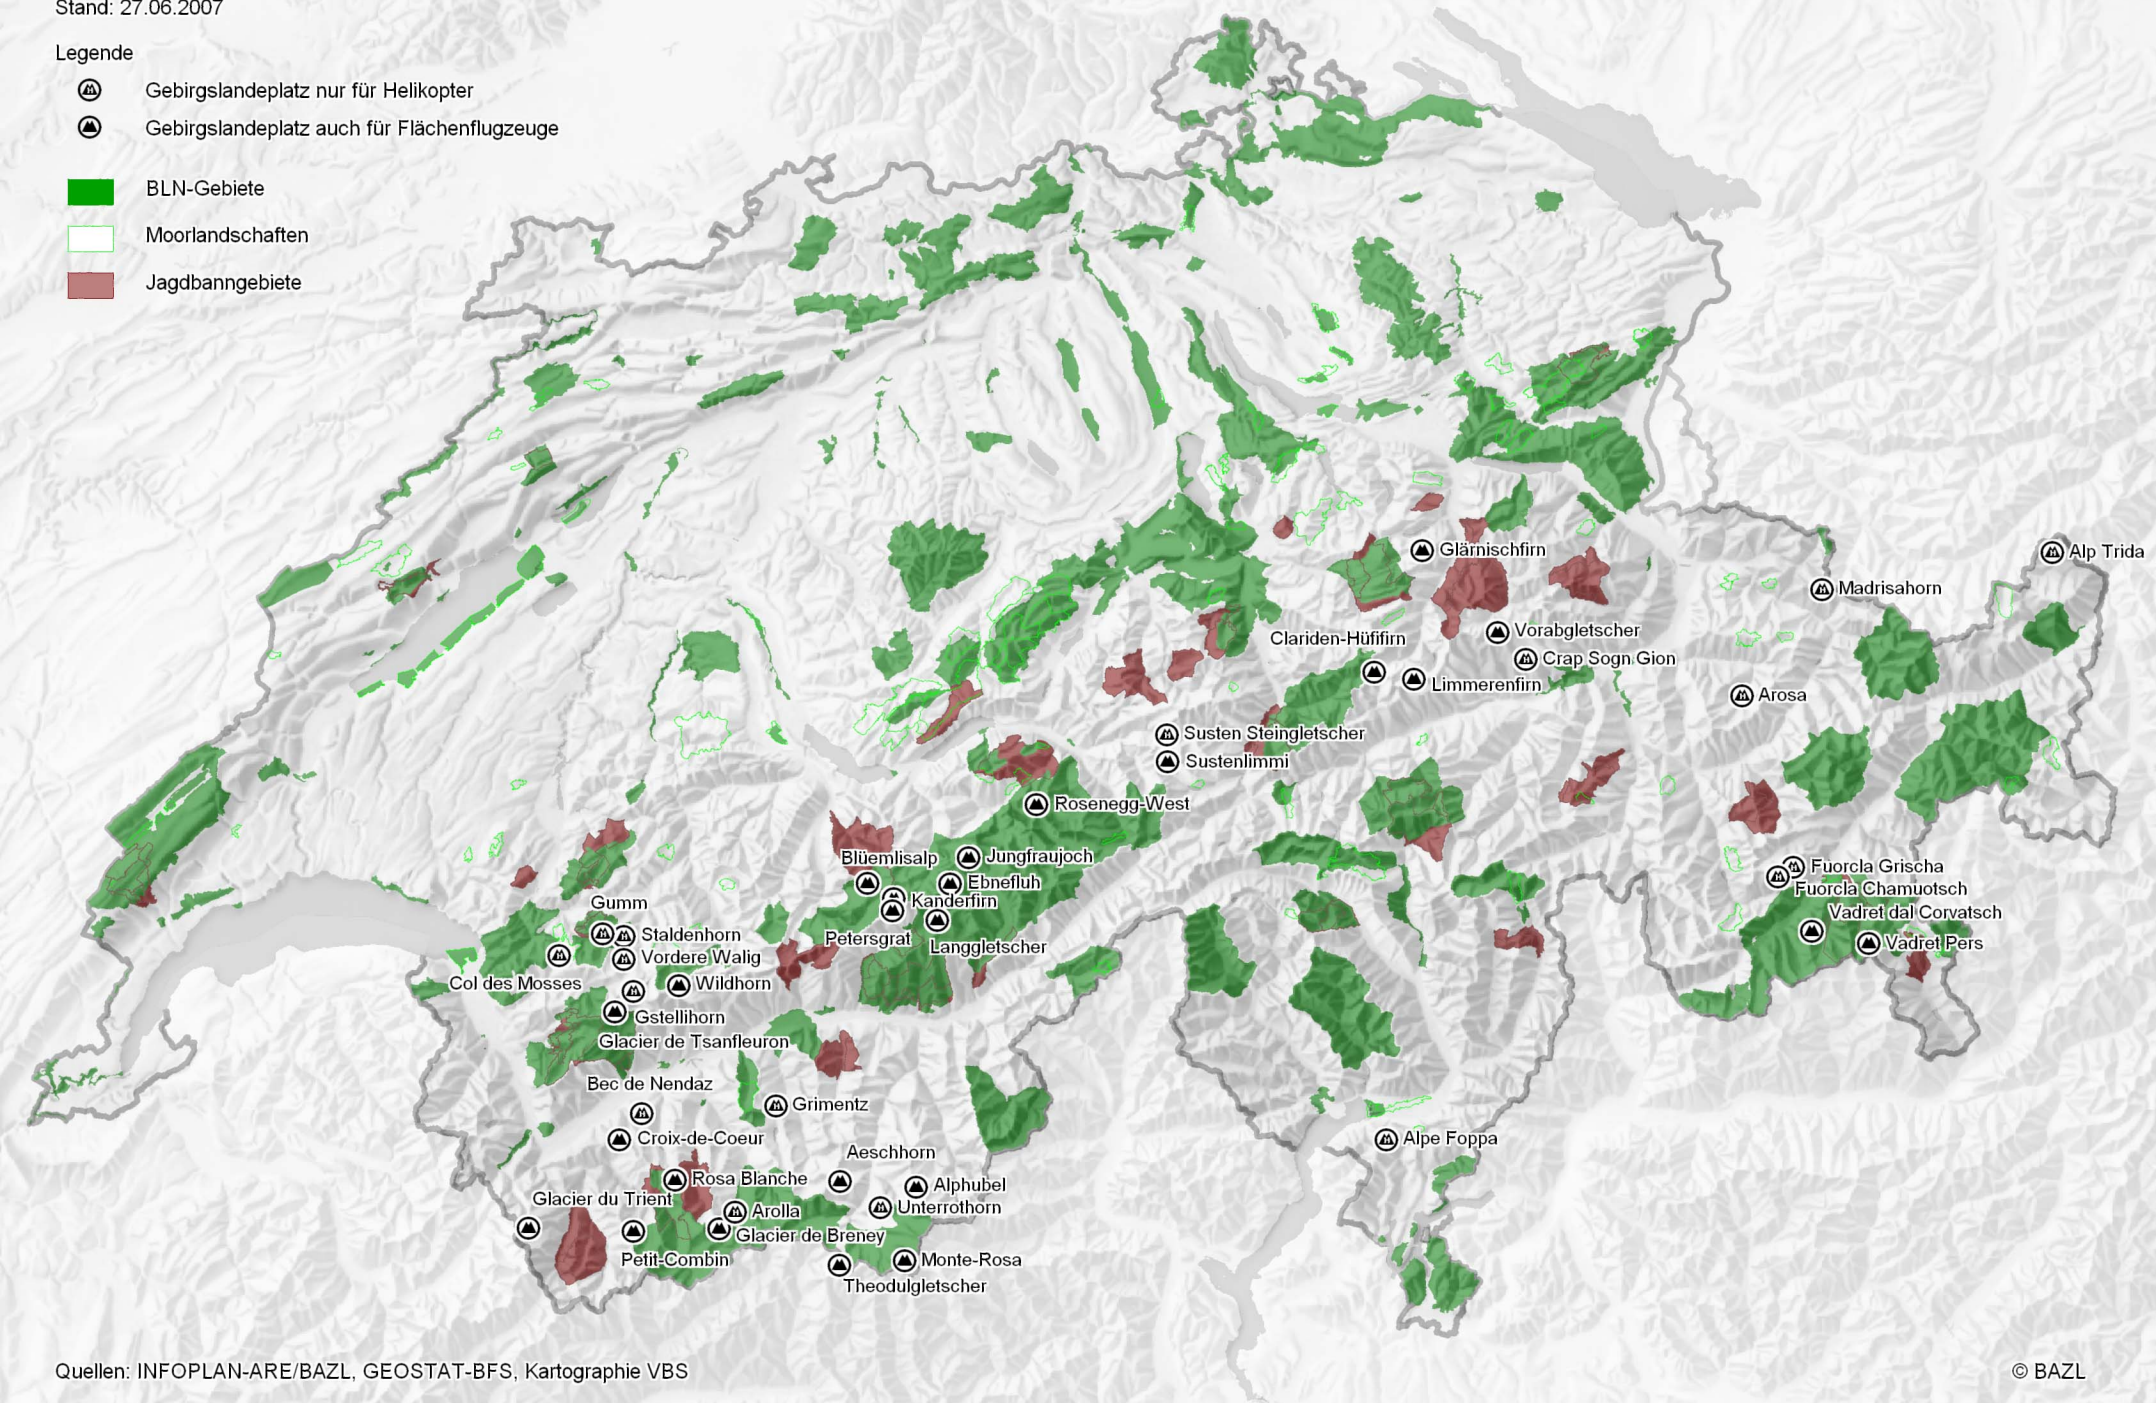 Stand: 27.06.2007
Legende
Gebirgslandeplatz nur für Helikopter
Gebirgslandeplatz auch für Flächenflugzeuge
BLN-Gebiete
Moorlandschaften
Jagdbanngebiete
Glärnischfirn
Alp Trida
Madrisahorn
Vorabgletscher
Clariden-Hüfifirn
Crap Sogn Gion
Limmerenfirn
Arosa
Susten Steingletscher
Sustenlimmi
Rosenegg-West
Blüemlisalp
Jungfraujoch
Ebnefluh
Kanderfirn
Petersgrat
Langgletscher
Fuorcla Grischa
Fuorcla Chamuotsch
Vadret dal Corvatsch
Vadret Pers
Gumm
Staldenhorn
Vordere Walig
Col des Mosses
Wildhorn
Gstellihorn
Glacier de Tsanfleuron
Bec de Nendaz
Grimentz
Croix-de-Coeur
Alpe Foppa
Aeschhorn
Rosa Blanche
Alphubel
Glacier du Trient
Unterrothorn
Arolla
Glacier de Breney
Petit-Combin
Monte-Rosa
Theodulgletscher
Quellen: INFOPLAN-ARE/BAZL, GEOSTAT-BFS, Kartographie VBS
© BAZL